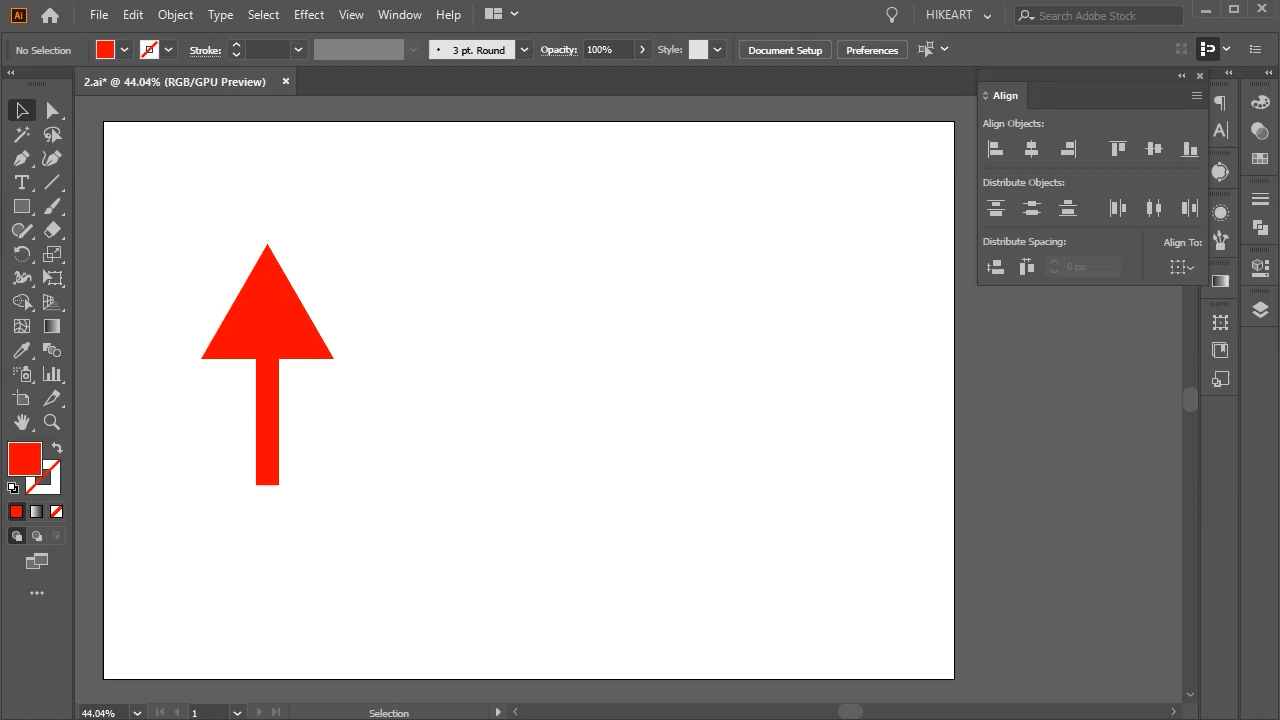 Ai File Edit Object Type Select Effect View Window Help HIKEART Search Adobe Stock
No Selection Stroke: 3 pt. Round Opacity: 100% Style: Document Setup Preferences
2.ai* @ 44.04% (RGB/GPU Preview)
Align
Align Objects:
Distribute Objects:
Distribute Spacing: Align To:
0 px
44.04% 1 Selection